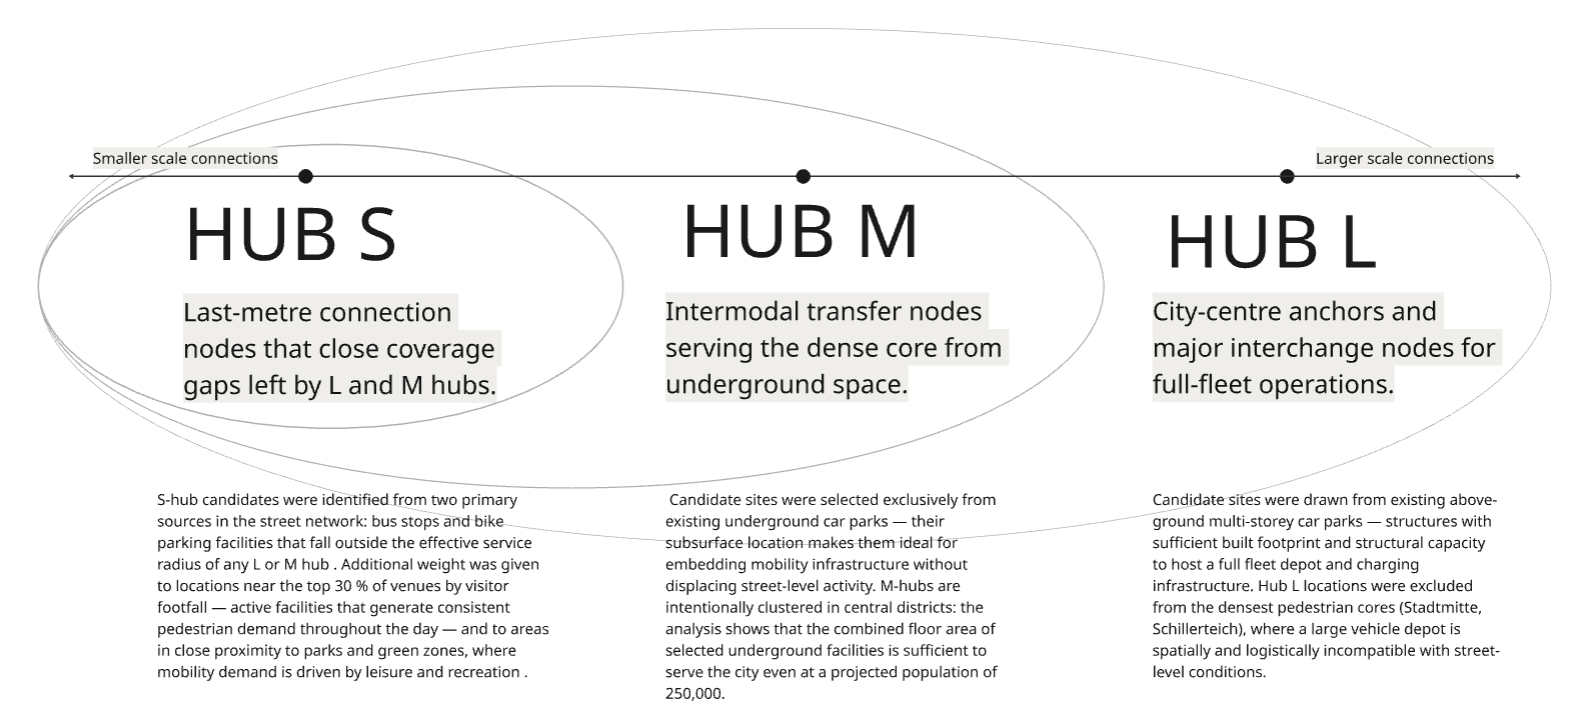 Smaller scale connections
Larger scale connections
HUB S
Last-metre connection
nodes that close coverage
gaps left by L and M hubs.
S-hub candidates were identified from two primary
sources in the street network: bus stops and bike
parking facilities that fall outside the effective service
radius of any L or M hub . Additional weight was given
to locations near the top 30 % of venues by visitor
footfall — active facilities that generate consistent
pedestrian demand throughout the day — and to areas
in close proximity to parks and green zones, where
mobility demand is driven by leisure and recreation .
HUB M
Intermodal transfer nodes
serving the dense core from
underground space.
Candidate sites were selected exclusively from
existing underground car parks — their
subsurface location makes them ideal for
embedding mobility infrastructure without
displacing street-level activity. M-hubs are
intentionally clustered in central districts: the
analysis shows that the combined floor area of
selected underground facilities is sufficient to
serve the city even at a projected population of
250,000.
HUB L
City-centre anchors and
major interchange nodes for
full-fleet operations.
Candidate sites were drawn from existing above-
ground multi-storey car parks — structures with
sufficient built footprint and structural capacity
to host a full fleet depot and charging
infrastructure. Hub L locations were excluded
from the densest pedestrian cores (Stadtmitte,
Schillerteich), where a large vehicle depot is
spatially and logistically incompatible with street-
level conditions.